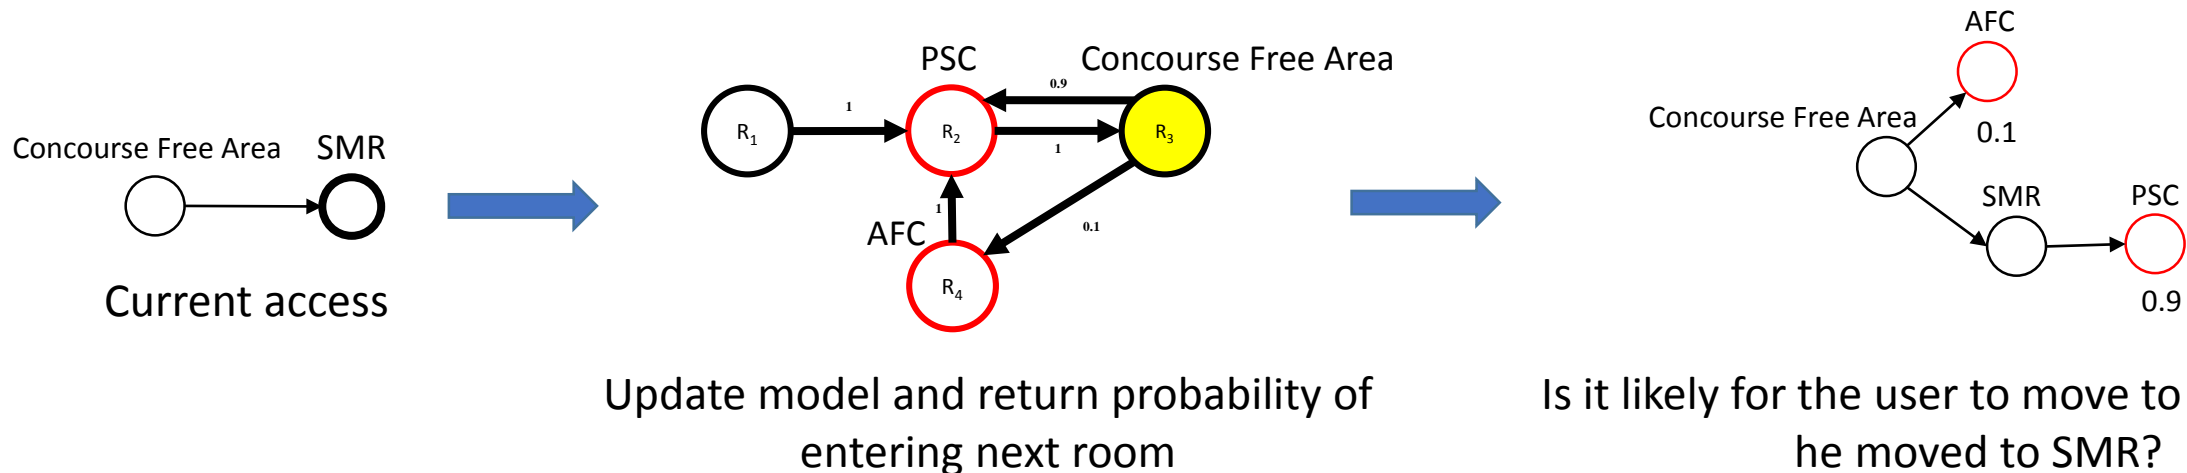 Concourse Free Area
SMR
Current access
PSC
Concourse Free Area
0.9
1
R1
R2
R3
1
1
AFC
0.1
R4
Update model and return probability of
entering next room
AFC
Concourse Free Area
0.1
SMR
PSC
0.9
Is it likely for the user to move to
he moved to SMR?